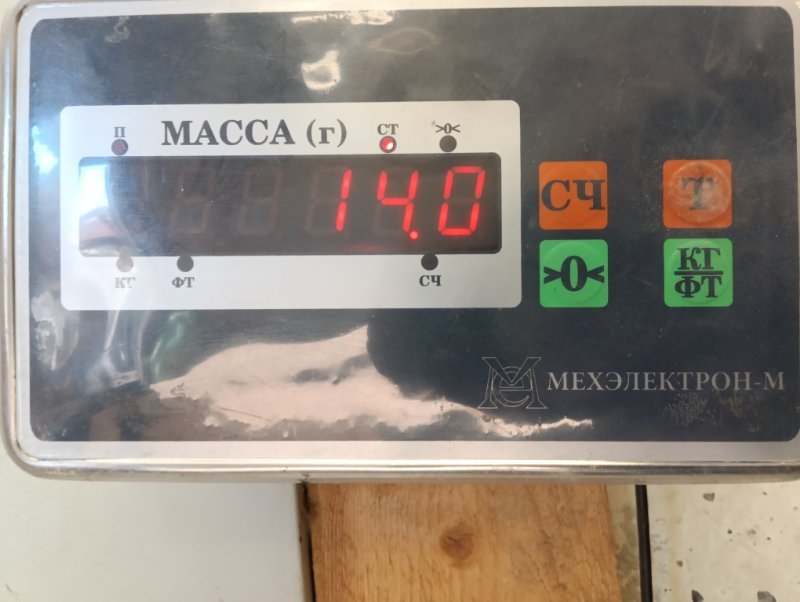 П МАССА (г) СТ >0<
14.0
КГ ФТ СЧ
СЧ Т
>0< КГ/ФТ
МЕХЭЛЕКТРОН-М